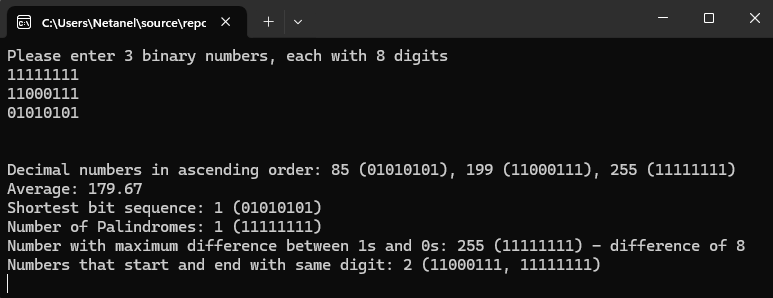 C:\Users\Netanel\source\repo
Please enter 3 binary numbers, each with 8 digits
11111111
11000111
01010101
Decimal numbers in ascending order: 85 (01010101), 199 (11000111), 255 (11111111)
Average: 179.67
Shortest bit sequence: 1 (01010101)
Number of Palindromes: 1 (11111111)
Number with maximum difference between 1s and 0s: 255 (11111111) - difference of 8
Numbers that start and end with same digit: 2 (11000111, 11111111)